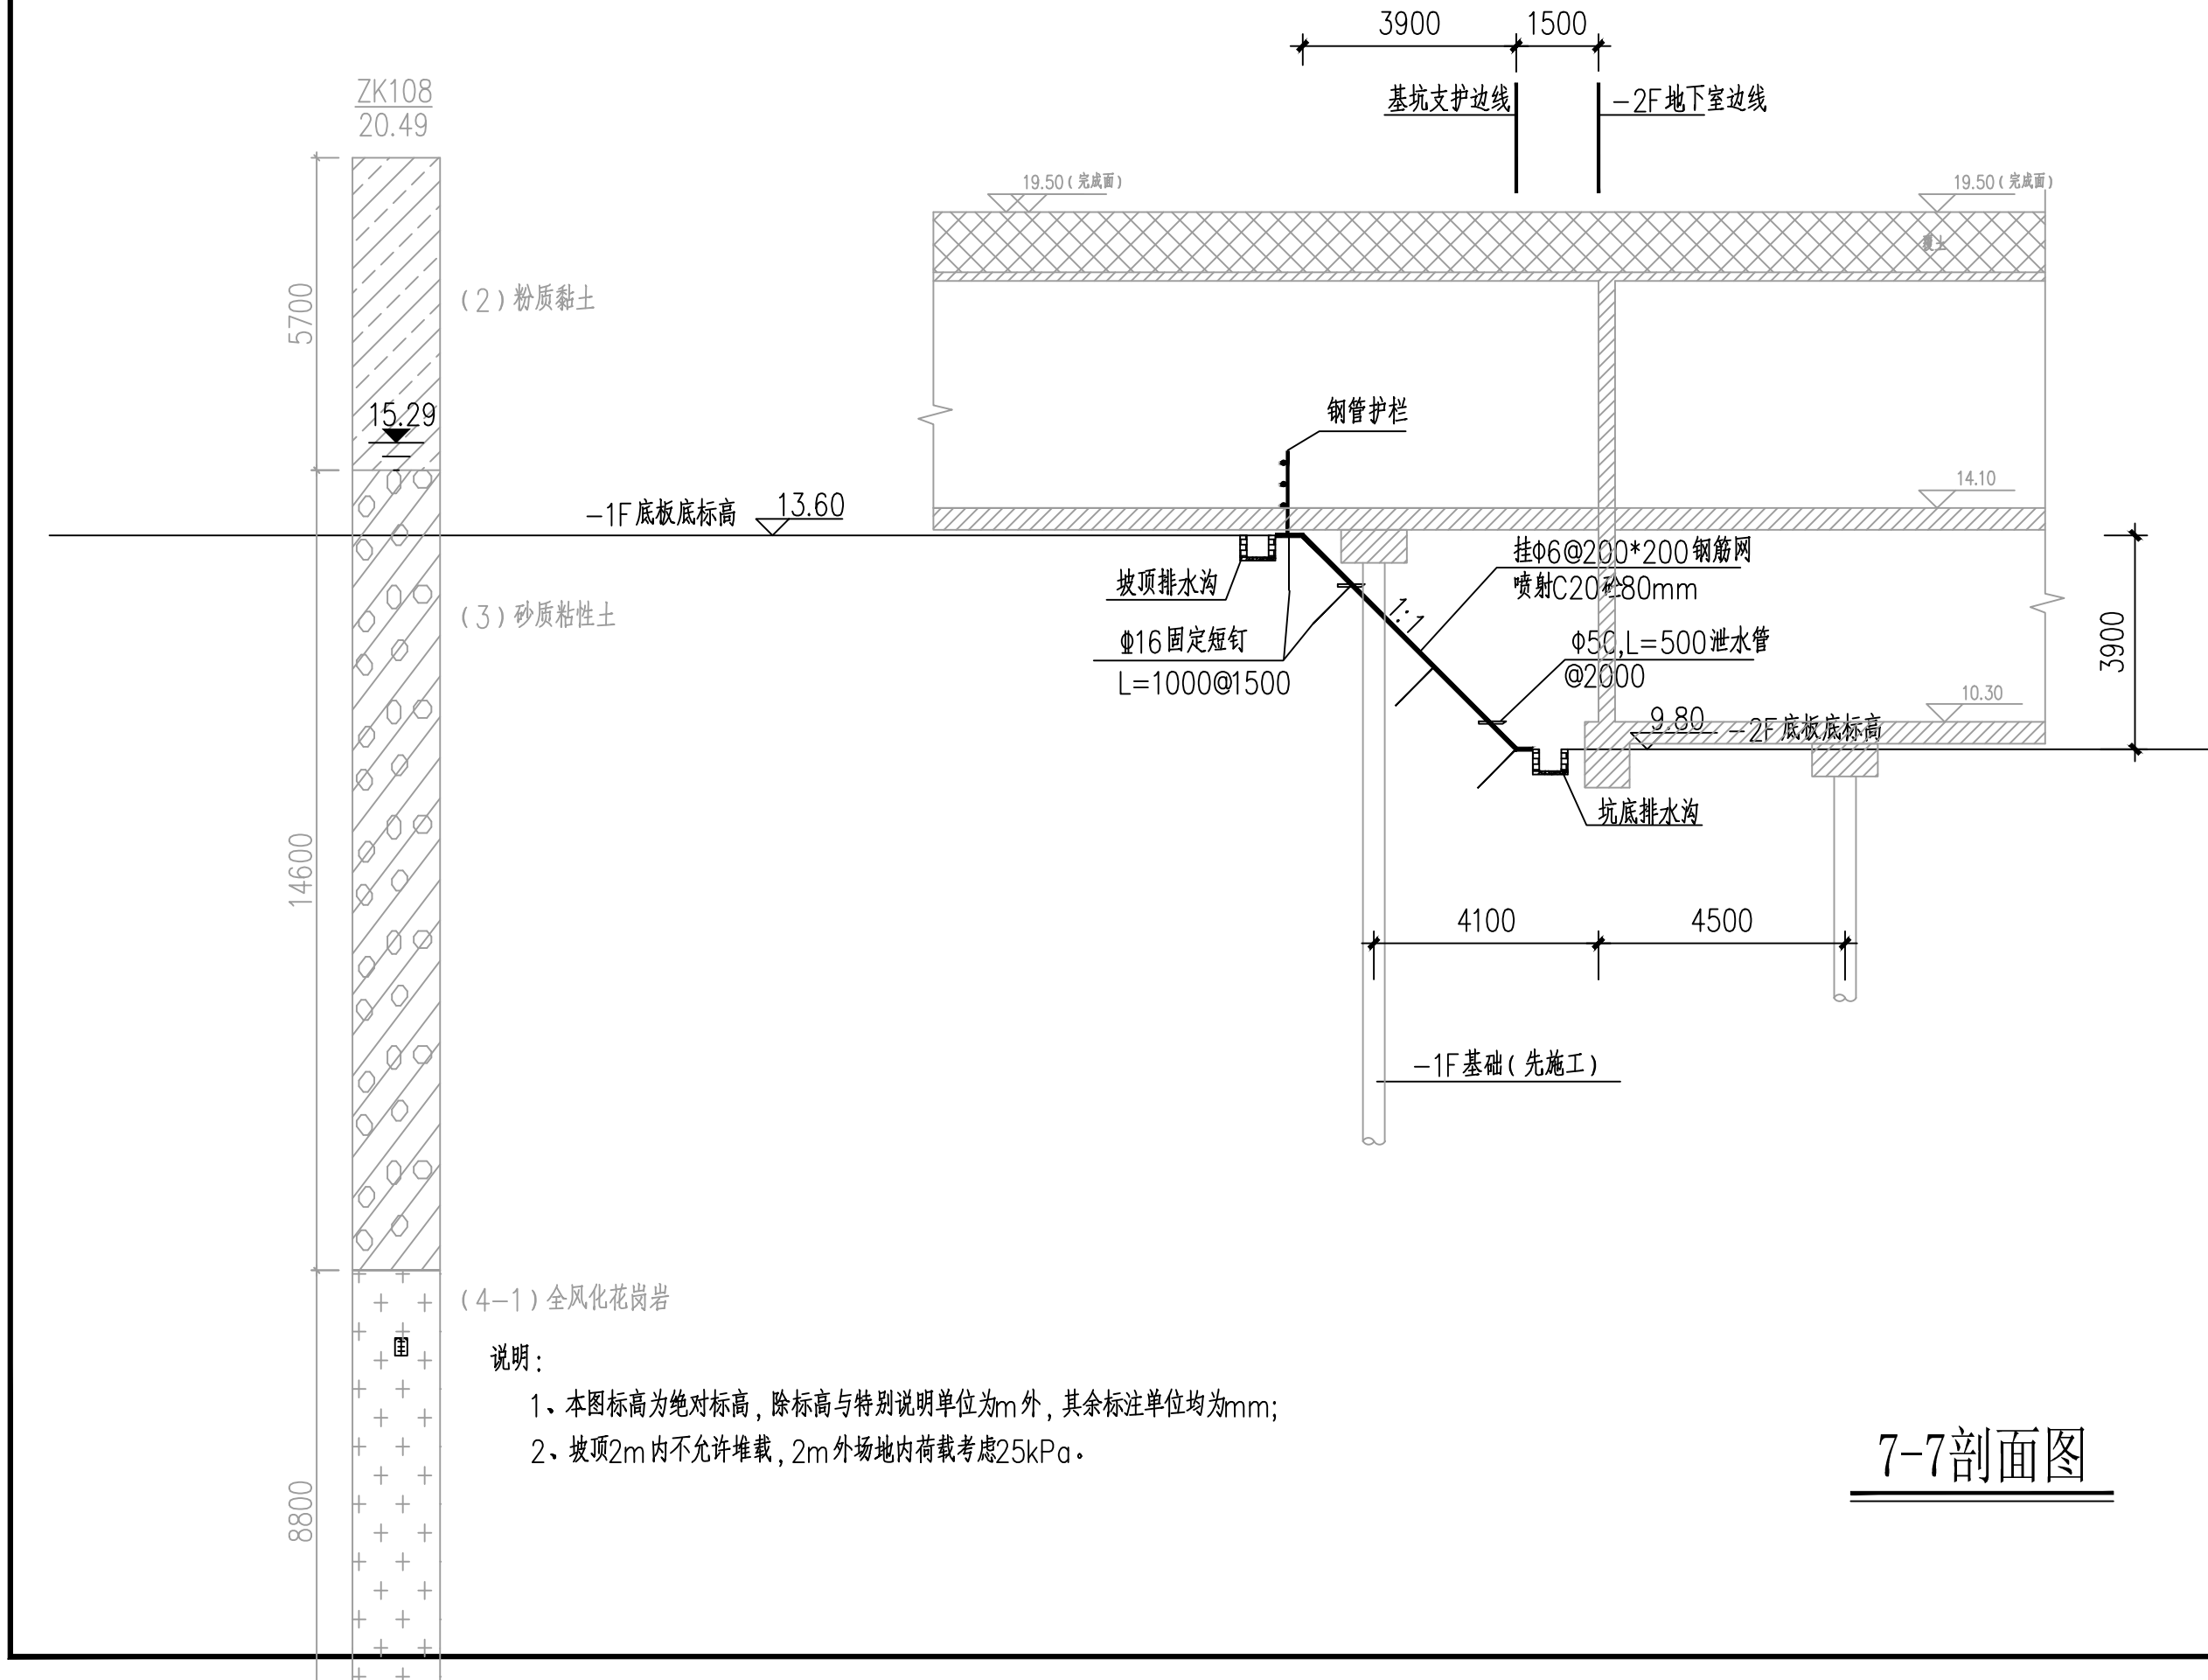 3900
1500
基坑支护边线
-2F地下室边线
ZK108
20.49
19.50(完成面)
19.50(完成面)
覆土
5700
(2)粉质黏土
15.29
钢管护栏
-1F底板底标高
13.60
14.10
挂Φ6@200*200钢筋网
喷射C20砼80mm
坡顶排水沟
1:1
(3)砂质粘性土
Φ16固定短钉
L=1000@1500
Φ50,L=500泄水管
@2000
3900
10.30
9.80
-2F底板底标高
坑底排水沟
14600
4100
4500
-1F基础(先施工)
(4-1)全风化花岗岩
说明:
1、本图标高为绝对标高,除标高与特别说明单位为m外,其余标注单位均为mm;
2、坡顶2m内不允许堆载,2m外场地内荷载考虑25kPa。
8800
7-7剖面图